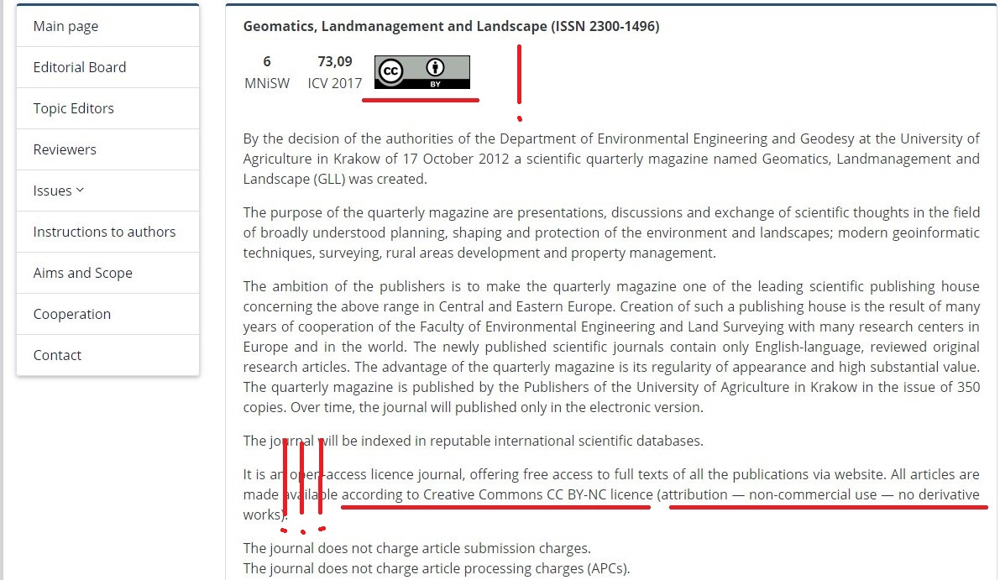 Main page
Editorial Board
Topic Editors
Reviewers
Issues
Instructions to authors
Aims and Scope
Cooperation
Contact
Geomatics, Landmanagement and Landscape (ISSN 2300-1496)
6 73,09
MNiSW ICV 2017
cc BY
By the decision of the authorities of the Department of Environmental Engineering and Geodesy at the University of
Agriculture in Krakow of 17 October 2012 a scientific quarterly magazine named Geomatics, Landmanagement and
Landscape (GLL) was created.
The purpose of the quarterly magazine are presentations, discussions and exchange of scientific thoughts in the field
of broadly understood planning, shaping and protection of the environment and landscapes; modern geoinformatic
techniques, surveying, rural areas development and property management.
The ambition of the publishers is to make the quarterly magazine one of the leading scientific publishing house
concerning the above range in Central and Eastern Europe. Creation of such a publishing house is the result of many
years of cooperation of the Faculty of Environmental Engineering and Land Surveying with many research centers in
Europe and in the world. The newly published scientific journals contain only English-language, reviewed original
research articles. The advantage of the quarterly magazine is its regularity of appearance and high substantial value.
The quarterly magazine is published by the Publishers of the University of Agriculture in Krakow in the issue of 350
copies. Over time, the journal will published only in the electronic version.
The journal will be indexed in reputable international scientific databases.
It is an open-access licence journal, offering free access to full texts of all the publications via website. All articles are
made available according to Creative Commons CC BY-NC licence (attribution — non-commercial use — no derivative
works).
The journal does not charge article submission charges.
The journal does not charge article processing charges (APCs).